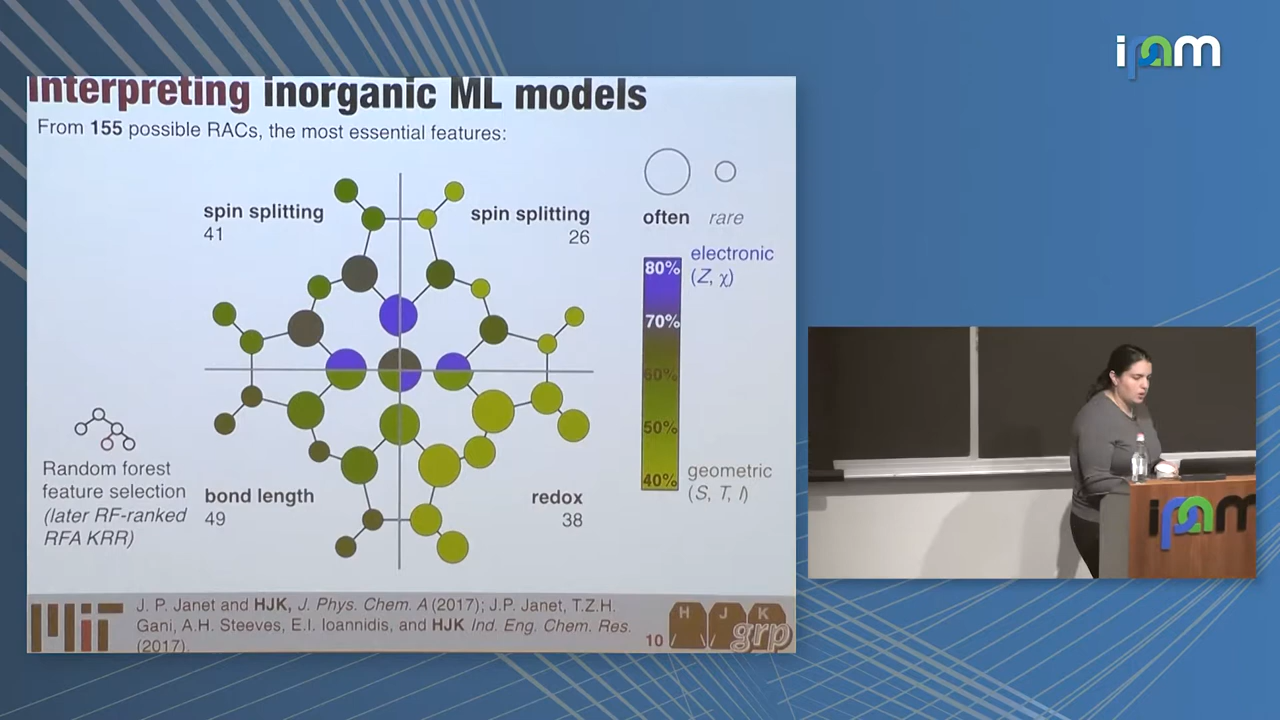 ipam
Interpreting inorganic ML models
From 155 possible RACs, the most essential features:
spin splitting
41
spin splitting
26
often rare
electronic
(Z, χ)
80%
70%
60%
50%
40%
geometric
(S, T, I)
Random forest
feature selection
(later RF-ranked
RFA KRR)
bond length
49
redox
38
MIT
J. P. Janet and HJK, J. Phys. Chem. A (2017); J.P. Janet, T.Z.H.
Gani, A.H. Steeves, E.I. Ioannidis, and HJK Ind. Eng. Chem. Res.
(2017).
10
H J K
grp
ipam